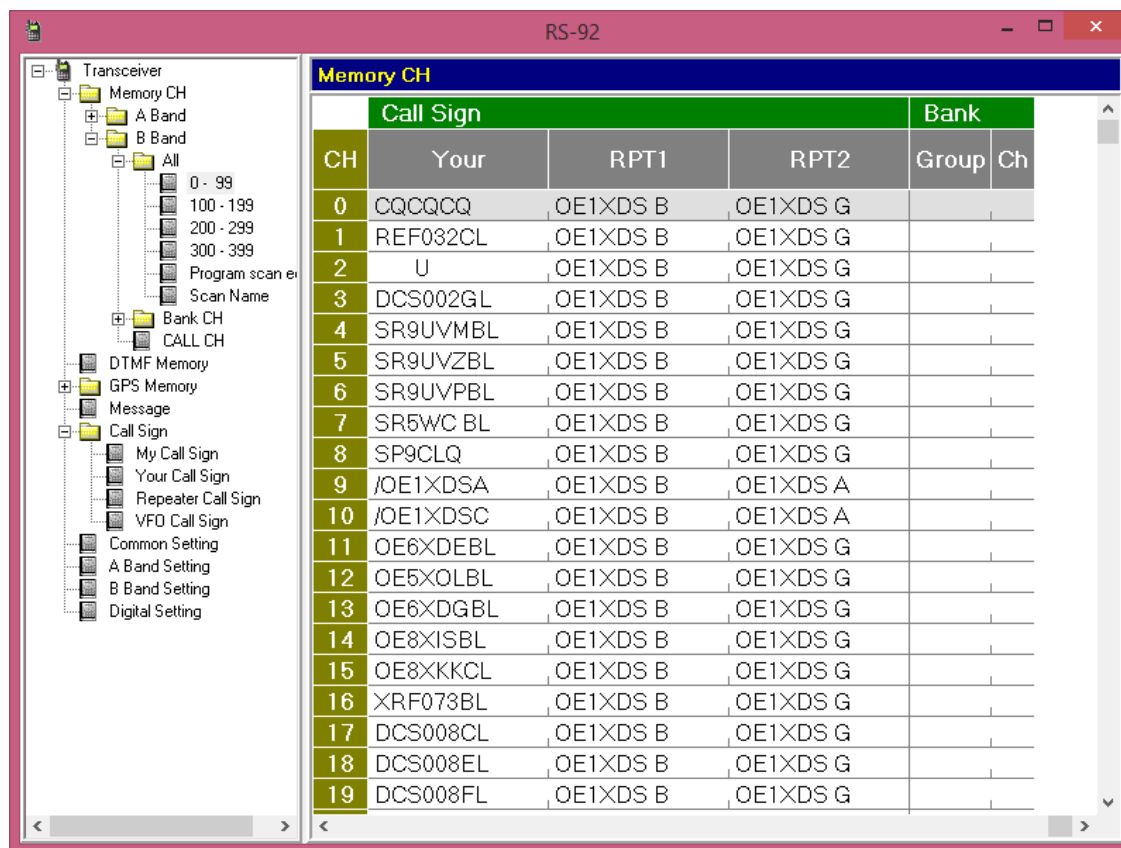 RS-92
Transceiver
Memory CH
A Band
B Band
All
0 - 99
100 - 199
200 - 299
300 - 399
Program scan e
Scan Name
Bank CH
CALL CH
DTMF Memory
GPS Memory
Message
Call Sign
My Call Sign
Your Call Sign
Repeater Call Sign
VFO Call Sign
Common Setting
A Band Setting
B Band Setting
Digital Setting
Memory CH
Call Sign Bank
CH Your RPT1 RPT2 Group Ch
0 CQCQCQ OE1XDS B OE1XDS G
1 REF032CL OE1XDS B OE1XDS G
2 U OE1XDS B OE1XDS G
3 DCS002GL OE1XDS B OE1XDS G
4 SR9UVMBL OE1XDS B OE1XDS G
5 SR9UVZBL OE1XDS B OE1XDS G
6 SR9UVPBL OE1XDS B OE1XDS G
7 SR5WC BL OE1XDS B OE1XDS G
8 SP9CLQ OE1XDS B OE1XDS G
9 /OE1XDSA OE1XDS B OE1XDS A
10 /OE1XDSC OE1XDS B OE1XDS A
11 OE6XDEBL OE1XDS B OE1XDS G
12 OE5XOLBL OE1XDS B OE1XDS G
13 OE6XDGBL OE1XDS B OE1XDS G
14 OE8XISBL OE1XDS B OE1XDS G
15 OE8XKKCL OE1XDS B OE1XDS G
16 XRF073BL OE1XDS B OE1XDS G
17 DCS008CL OE1XDS B OE1XDS G
18 DCS008EL OE1XDS B OE1XDS G
19 DCS008FL OE1XDS B OE1XDS G